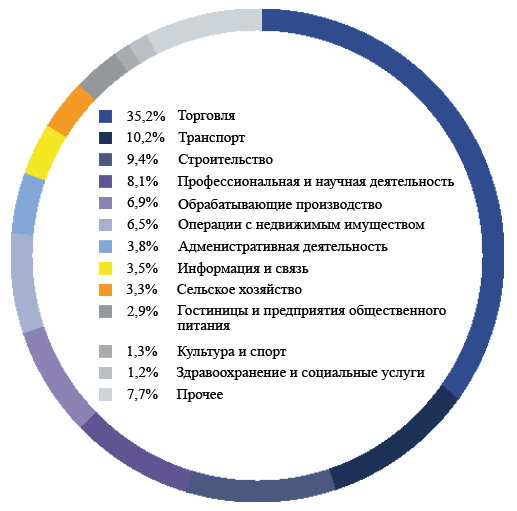 35,2% Торговля
10,2% Транспорт
9,4% Строительство
8,1% Профессиональная и научная деятельность
6,9% Обрабатывающие производство
6,5% Операции с недвижимым имуществом
3,8% Адменистративная деятельность
3,5% Информация и связь
3,3% Сельское хозяйство
2,9% Гостиницы и предприятия общественного
питания
1,3% Культура и спорт
1,2% Здравоохранение и социальные услуги
7,7% Прочее